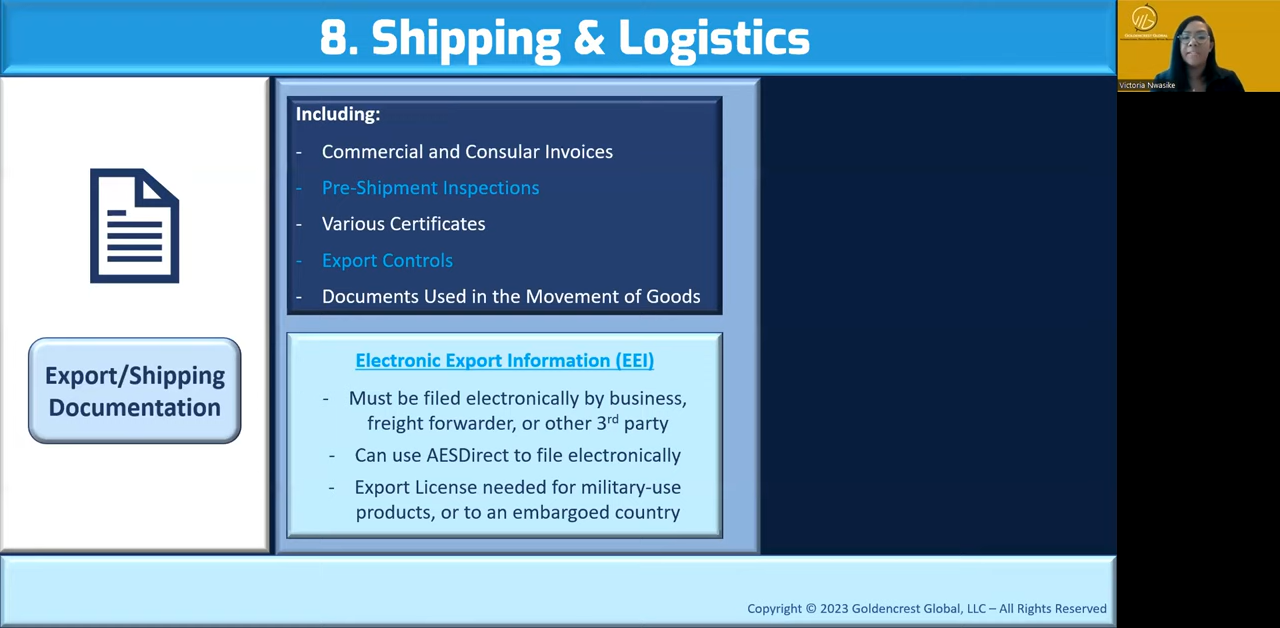 8. Shipping & Logistics
Export/Shipping
Documentation
Including:
- Commercial and Consular Invoices
- Pre-Shipment Inspections
- Various Certificates
- Export Controls
- Documents Used in the Movement of Goods
Electronic Export Information (EEI)
- Must be filed electronically by business,
freight forwarder, or other 3rd party
- Can use AESDirect to file electronically
- Export License needed for military-use
products, or to an embargoed country
Copyright © 2023 Goldencrest Global, LLC – All Rights Reserved
Victoria Nwasike